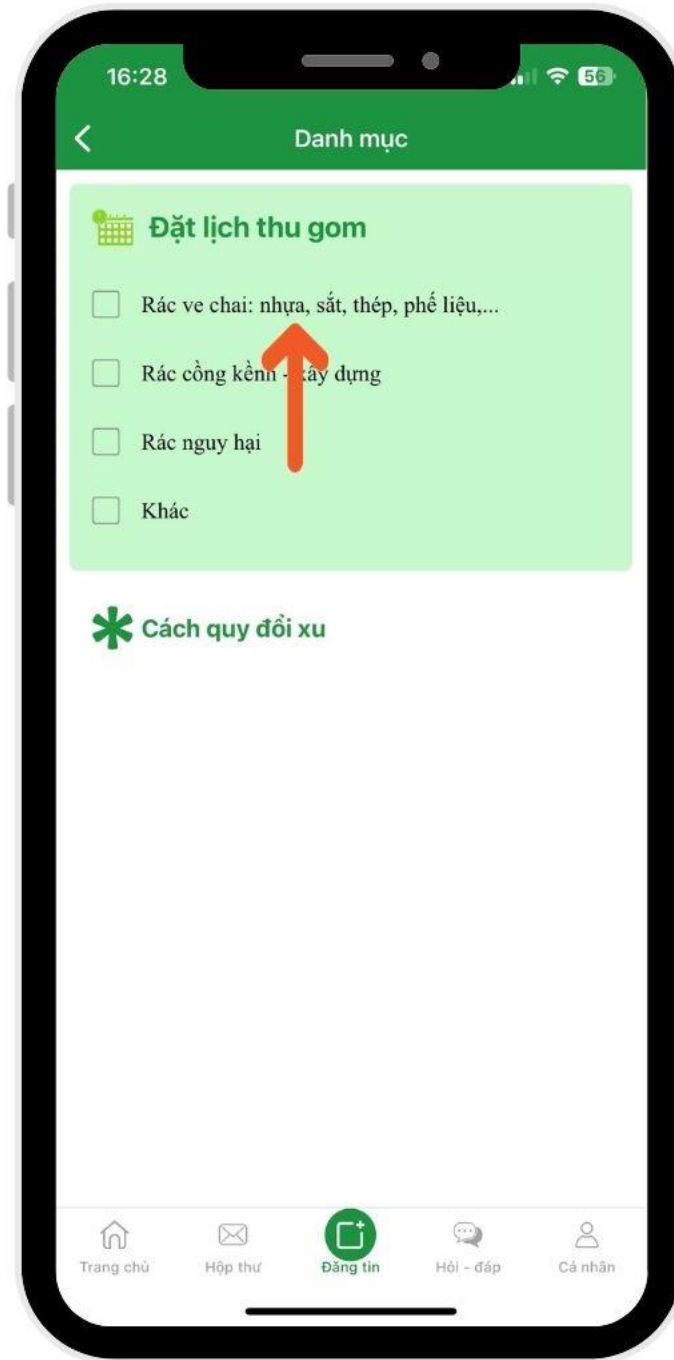 16:28
56
Danh mục
Đặt lịch thu gom
Rác ve chai: nhựa, sắt, thép, phế liệu,...
Rác cồng kềnh - xây dựng
Rác nguy hại
Khác
Cách quy đổi xu
Trang chủ
Hộp thư
Đăng tin
Hỏi - đáp
Cá nhân